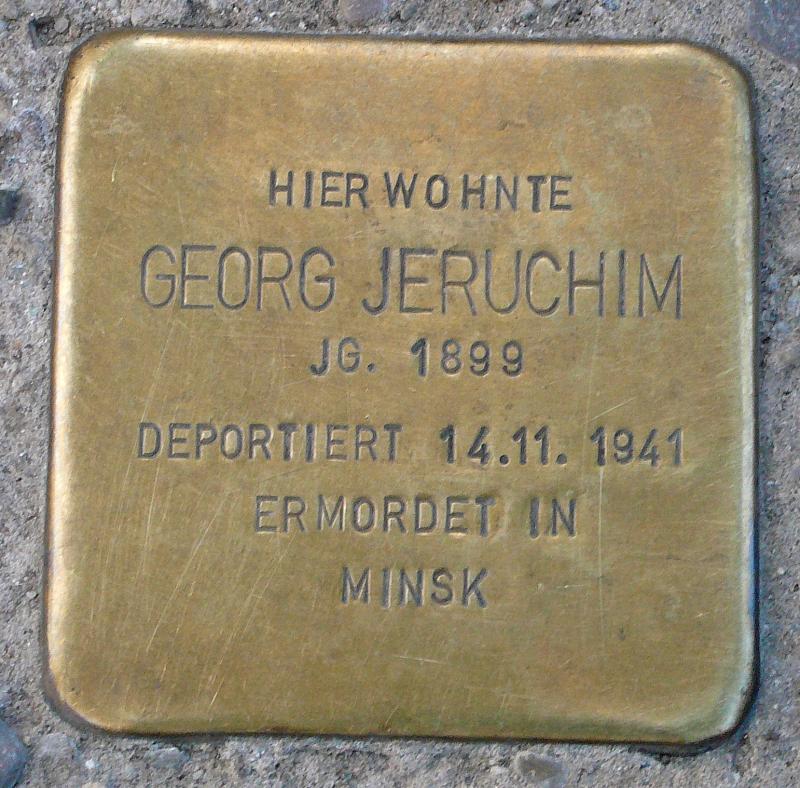 HIER WOHNTE
GEORG JERUCHIM
JG. 1899
DEPORTIERT 14.11.1941
ERMORDET IN
MINSK